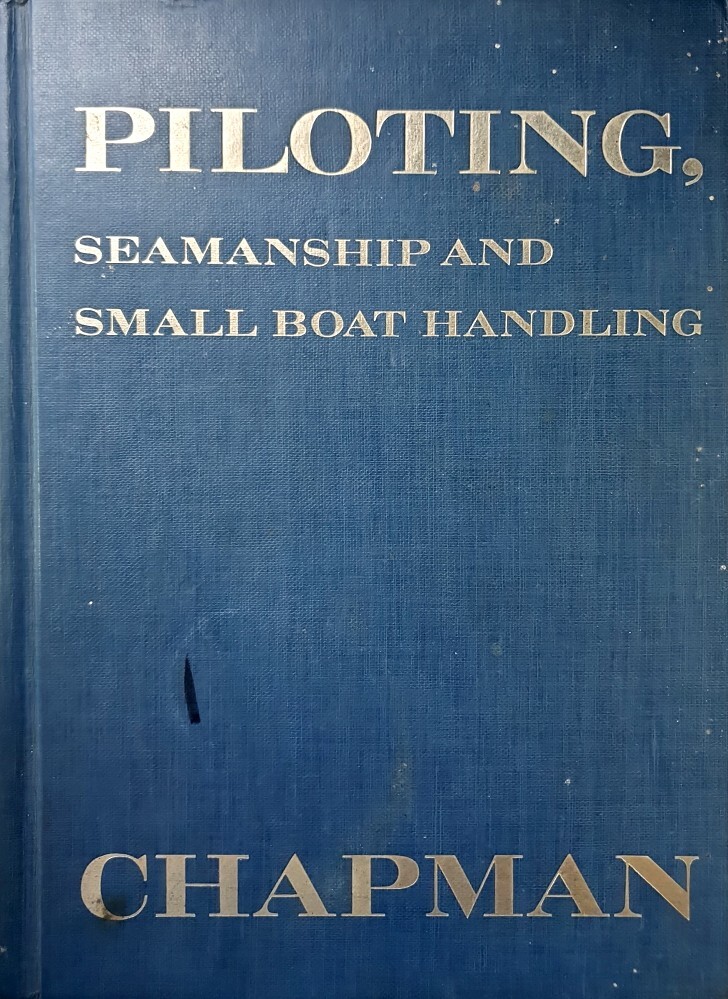 PILOTING,
SEAMANSHIP AND
SMALL BOAT HANDLING
CHAPMAN